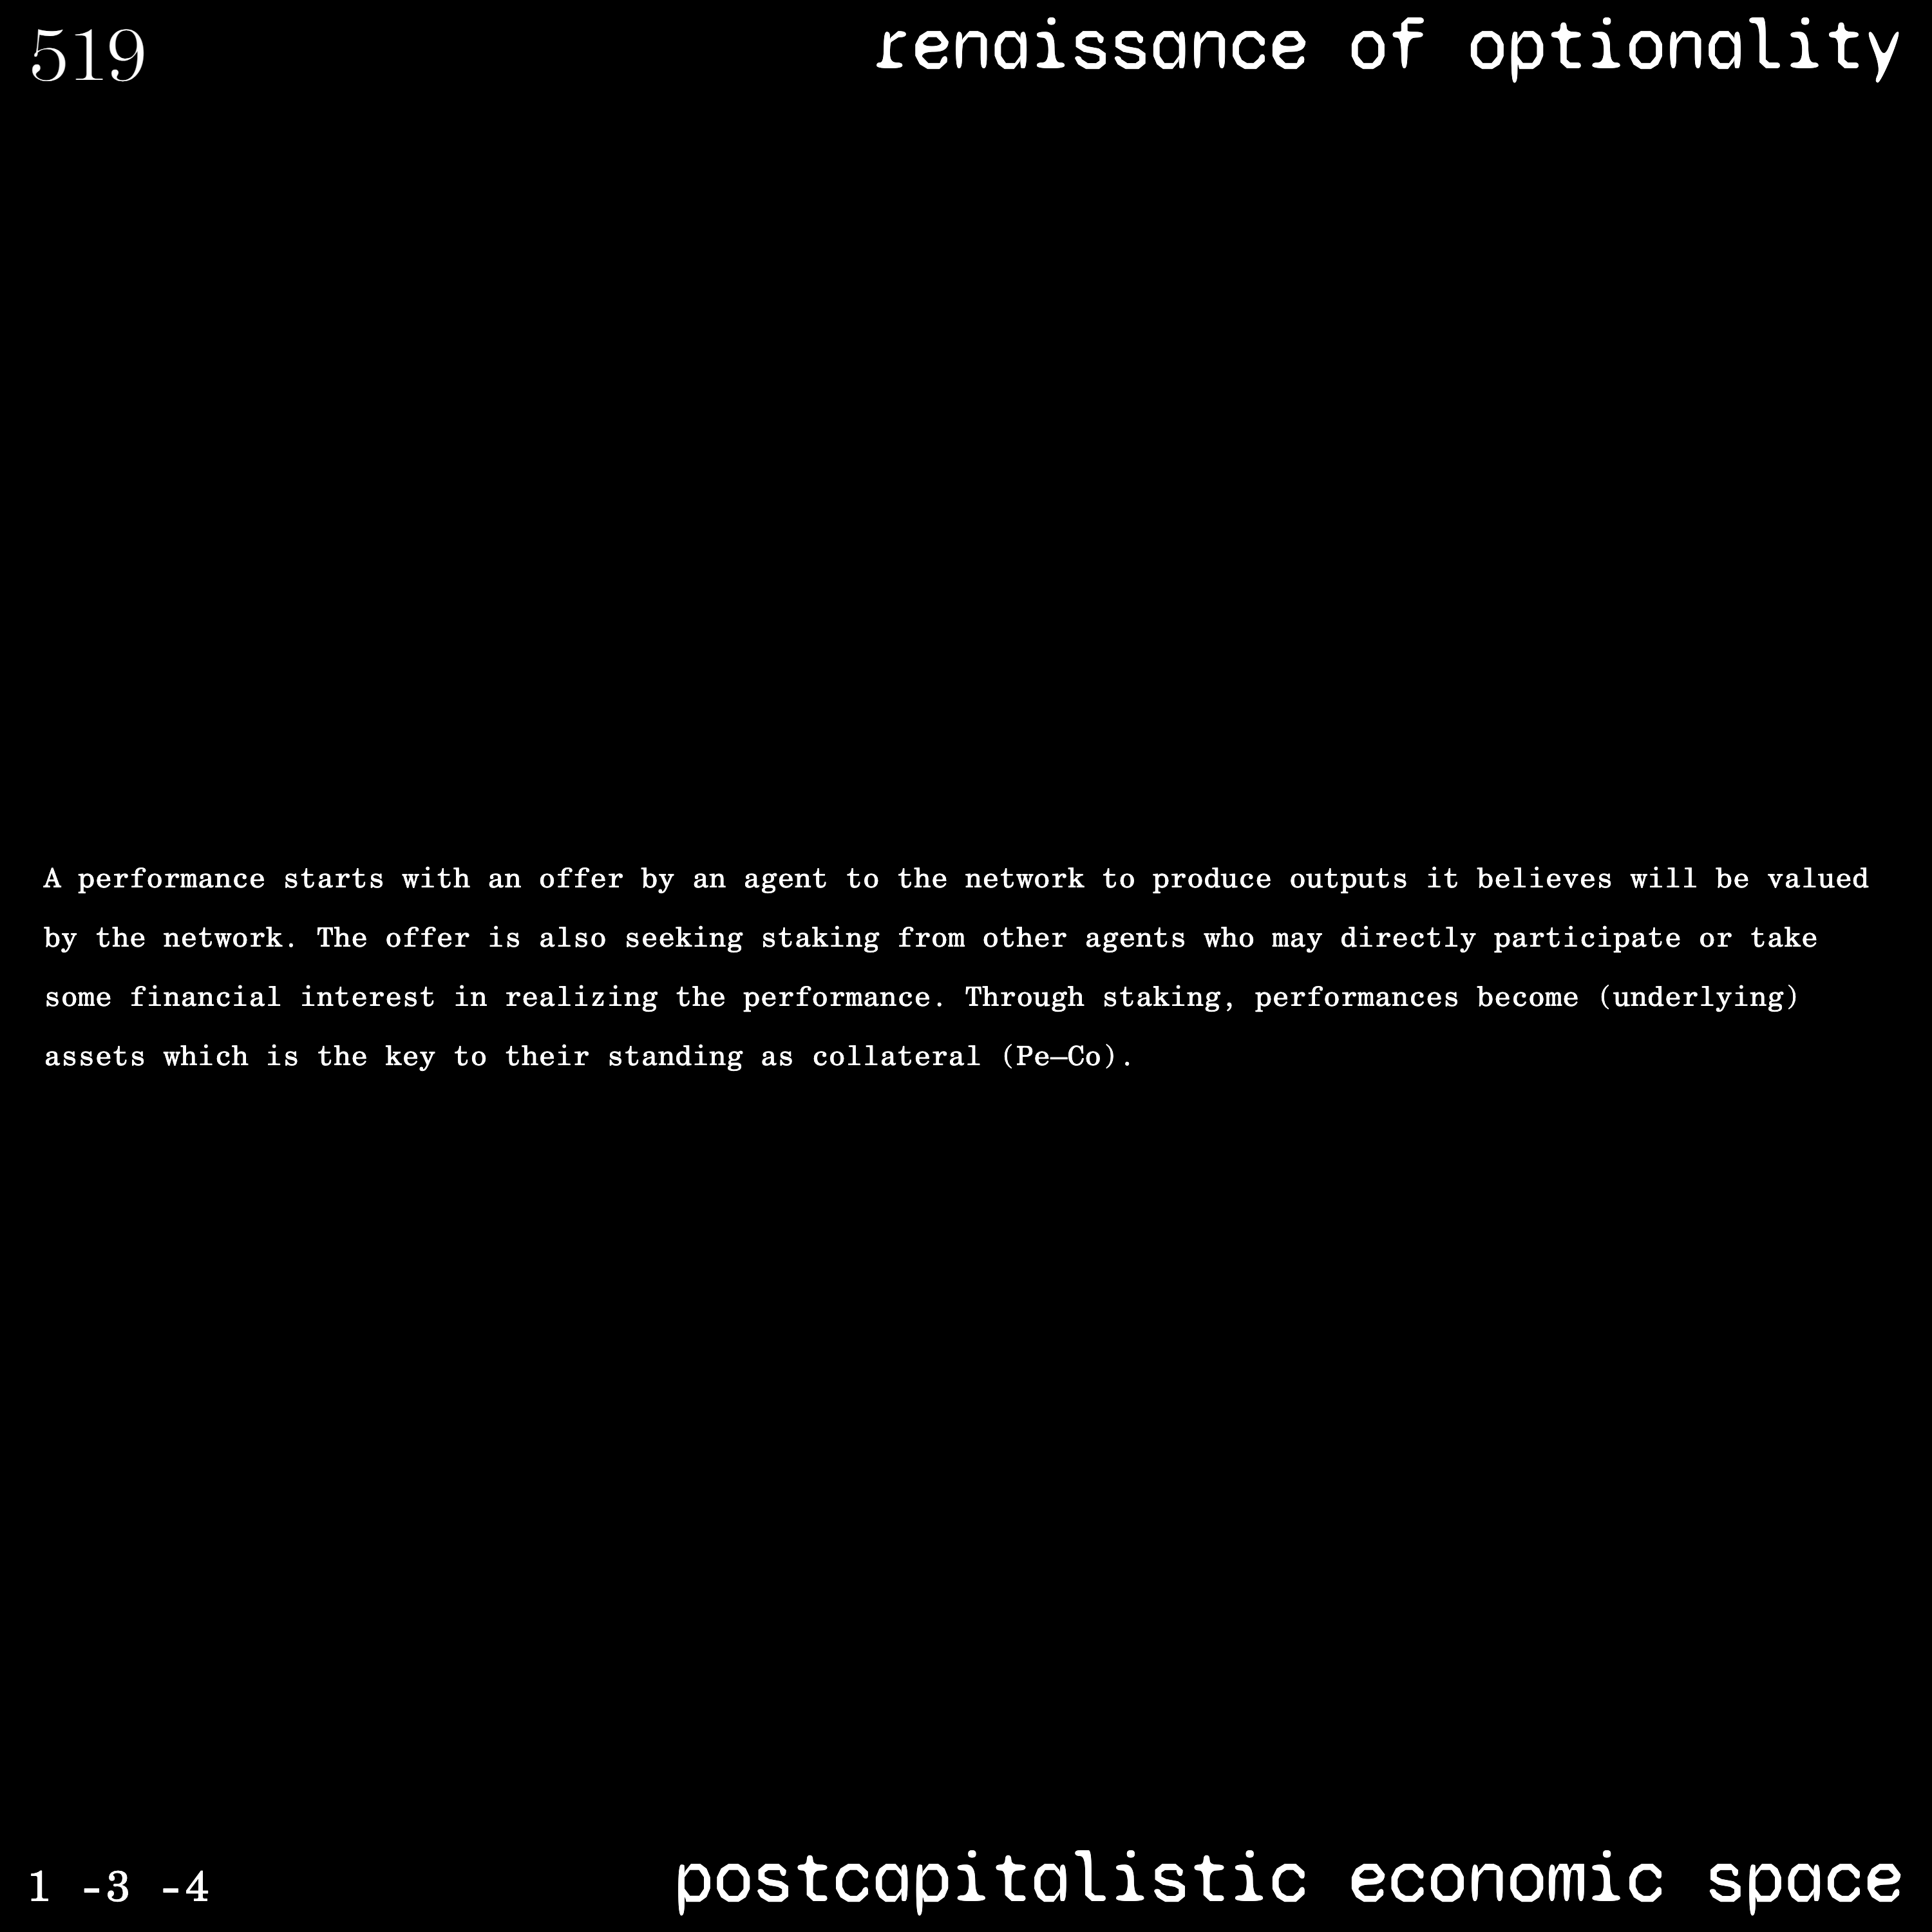 519
renaissance of optionality
A performance starts with an offer by an agent to the network to produce outputs it believes will be valued
by the network. The offer is also seeking staking from other agents who may directly participate or take
some financial interest in realizing the performance. Through staking, performances become (underlying)
assets which is the key to their standing as collateral (Pe—Co).
1 -3 -4
postcapitalistic economic space